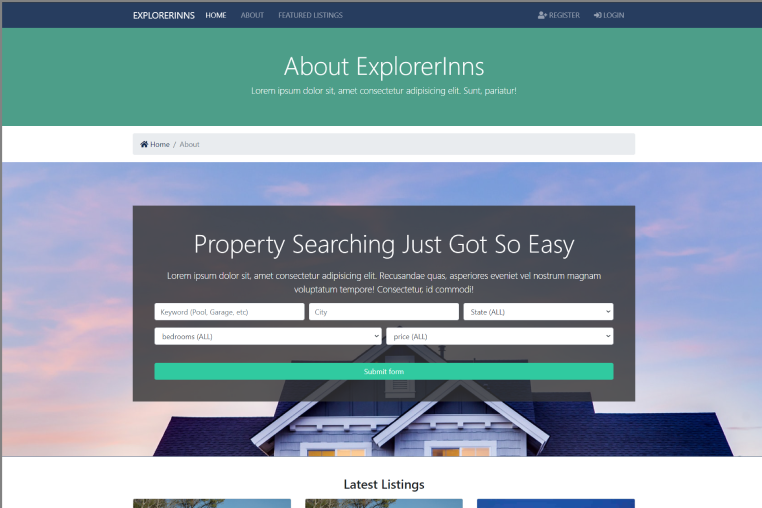 EXPLORERINNS HOME ABOUT FEATURED LISTINGS REGISTER LOGIN
About ExplorerInns
Lorem ipsum dolor sit, amet consectetur adipisicing elit. Sunt, pariatur!
Home / About
Property Searching Just Got So Easy
Lorem ipsum dolor sit, amet consectetur adipisicing elit. Recusandae quas, asperiores eveniet vel nostrum magnam
voluptatum tempore! Consectetur, id commodi!
Keyword (Pool, Garage, etc) City State (ALL)
bedrooms (ALL) price (ALL)
Submit form
Latest Listings